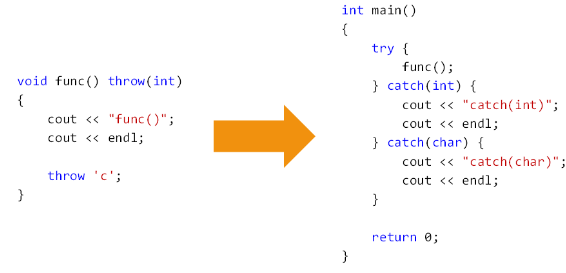 void func() throw(int)
{
    cout << "func()";
    cout << endl;

    throw 'c';
}
int main()
{
    try {
        func();
    } catch(int) {
        cout << "catch(int)";
        cout << endl;
    } catch(char) {
        cout << "catch(char)";
        cout << endl;
    }

    return 0;
}